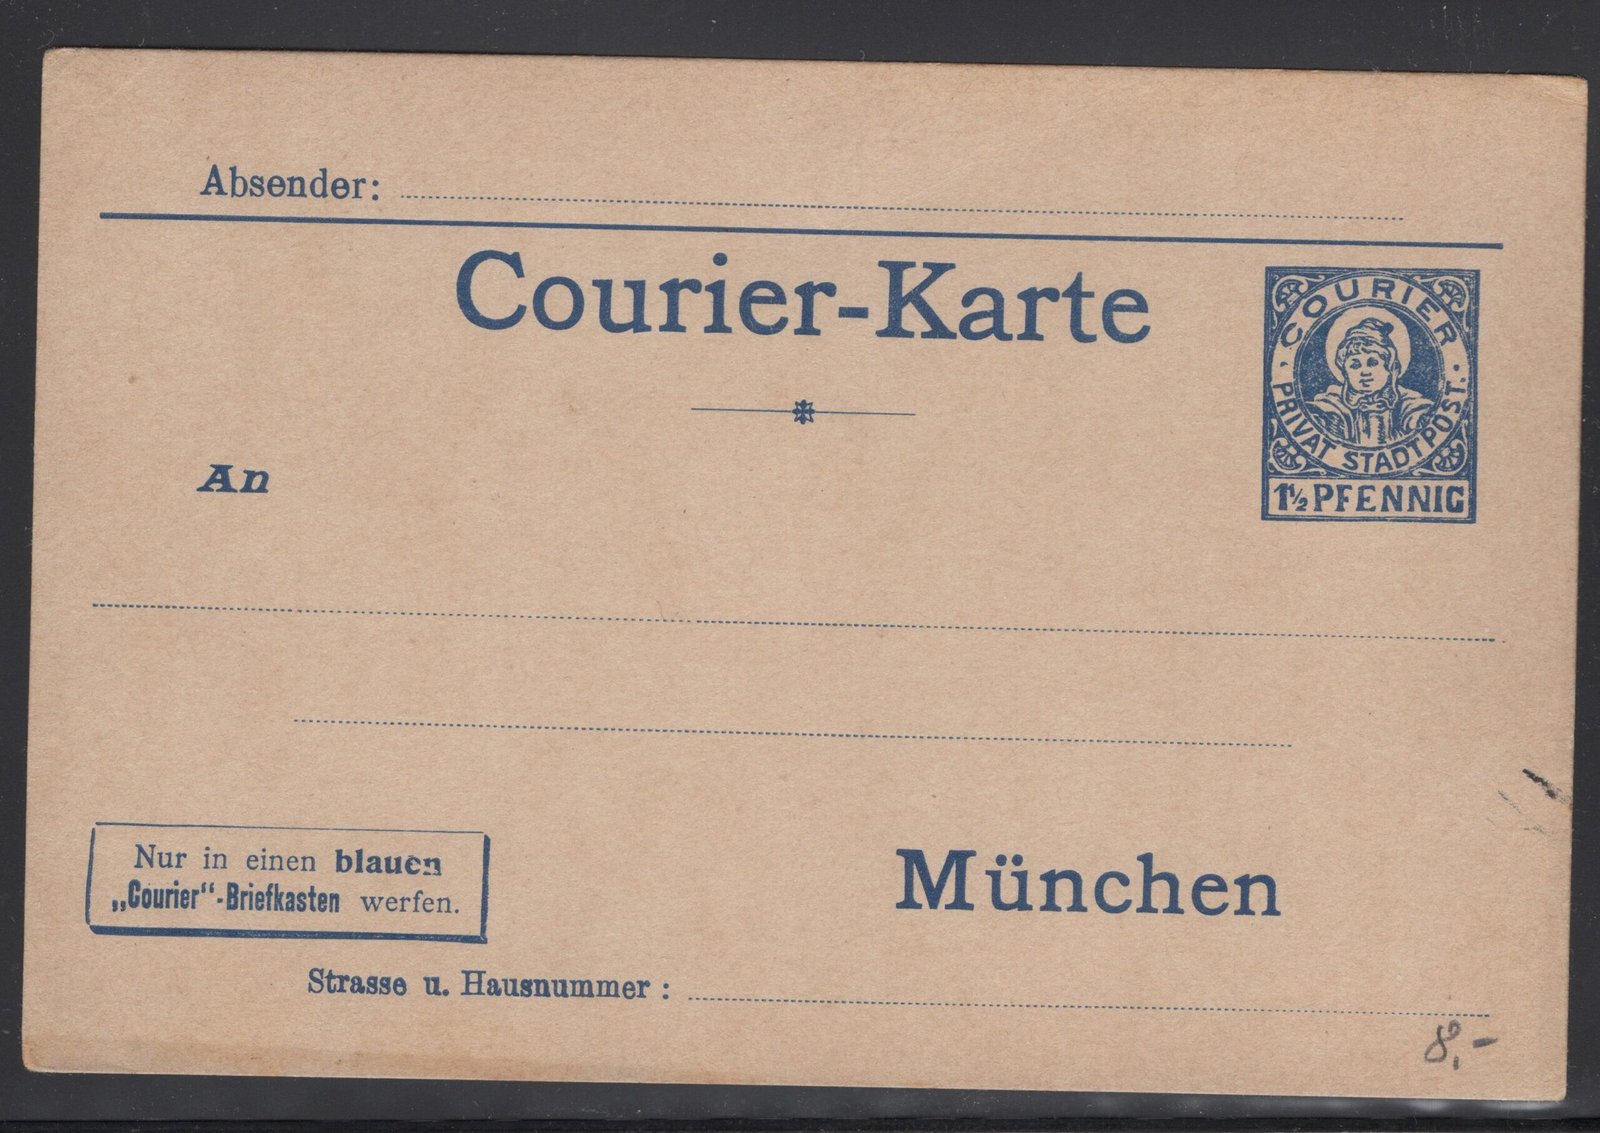 Absender:
Courier-Karte
COURIER
PRIVAT STADTPOST.
1½ PFENNIG
An
Nur in einen blauen
„Courier“-Briefkasten werfen.
München
Strasse u. Hausnummer :
8,-